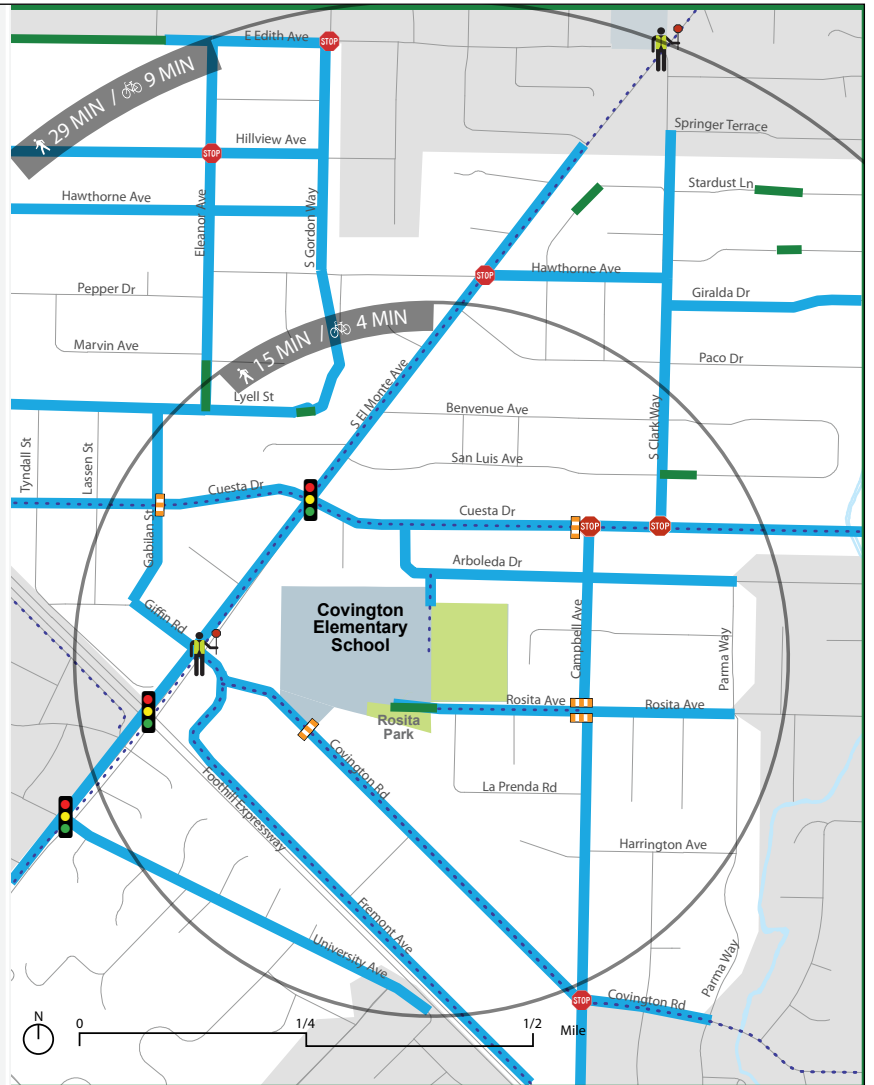 E Edith Ave
STOP
29 MIN / 9 MIN
Springer Terrace
Hillview Ave
STOP
Stardust Ln
Hawthorne Ave
Eleanor Ave
S Gordon Way
STOP
Hawthorne Ave
Pepper Dr
Giralda Dr
15 MIN / 4 MIN
Marvin Ave
Paco Dr
Lyell St
S El Monte Ave
Benvenue Ave
S Clark Way
Tyndall St
Lassen St
San Luis Ave
Cuesta Dr
Cuesta Dr
STOP
STOP
Gabilan St
Arboleda Dr
Giffin Rd
Covington
Elementary
School
Campbell Ave
Parma Way
Rosita Ave
Rosita Ave
Rosita
Park
Covington Rd
Foothill Expressway
La Prenda Rd
Harrington Ave
Fremont Ave
University Ave
Parma Way
STOP
Covington Rd
N
0
1/4
1/2
Mile